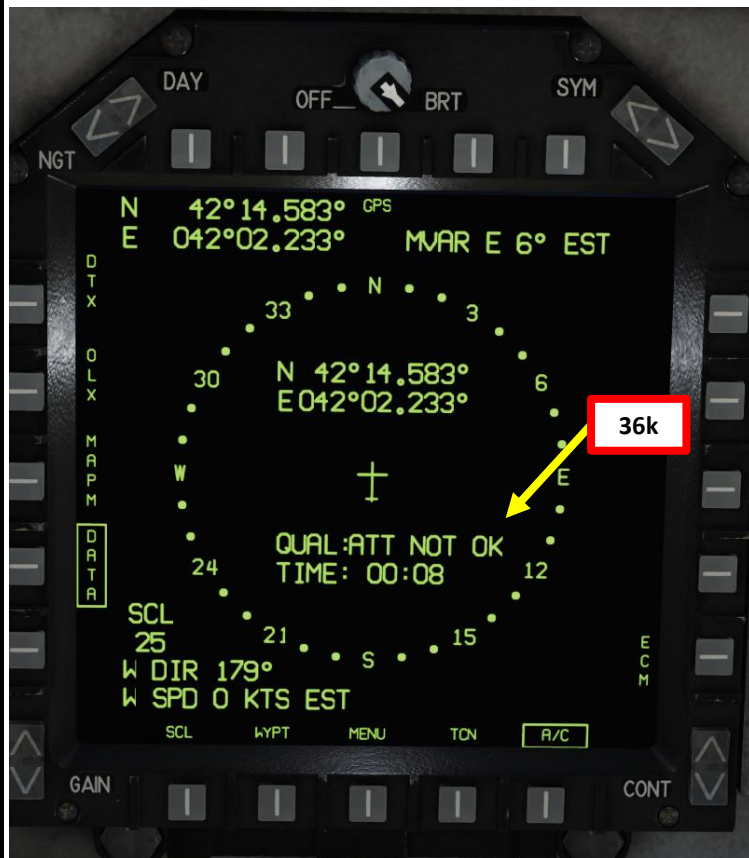 DAY
OFF
BRT
SYM
NGT
N 42°14.583° GPS
E 042°02.233° MVAR E 6° EST
DTX
N
33
3
OLX
30
N 42°14.583°
6
E 042°02.233°
36k
MAPM
W
E
DATA
QUAL:ATT NOT OK
24
TIME: 00:08
12
SCL
25
21
15
S
ECM
W DIR 179°
W SPD 0 KTS EST
SCL WYPT MENU TCN A/C
GAIN
CONT